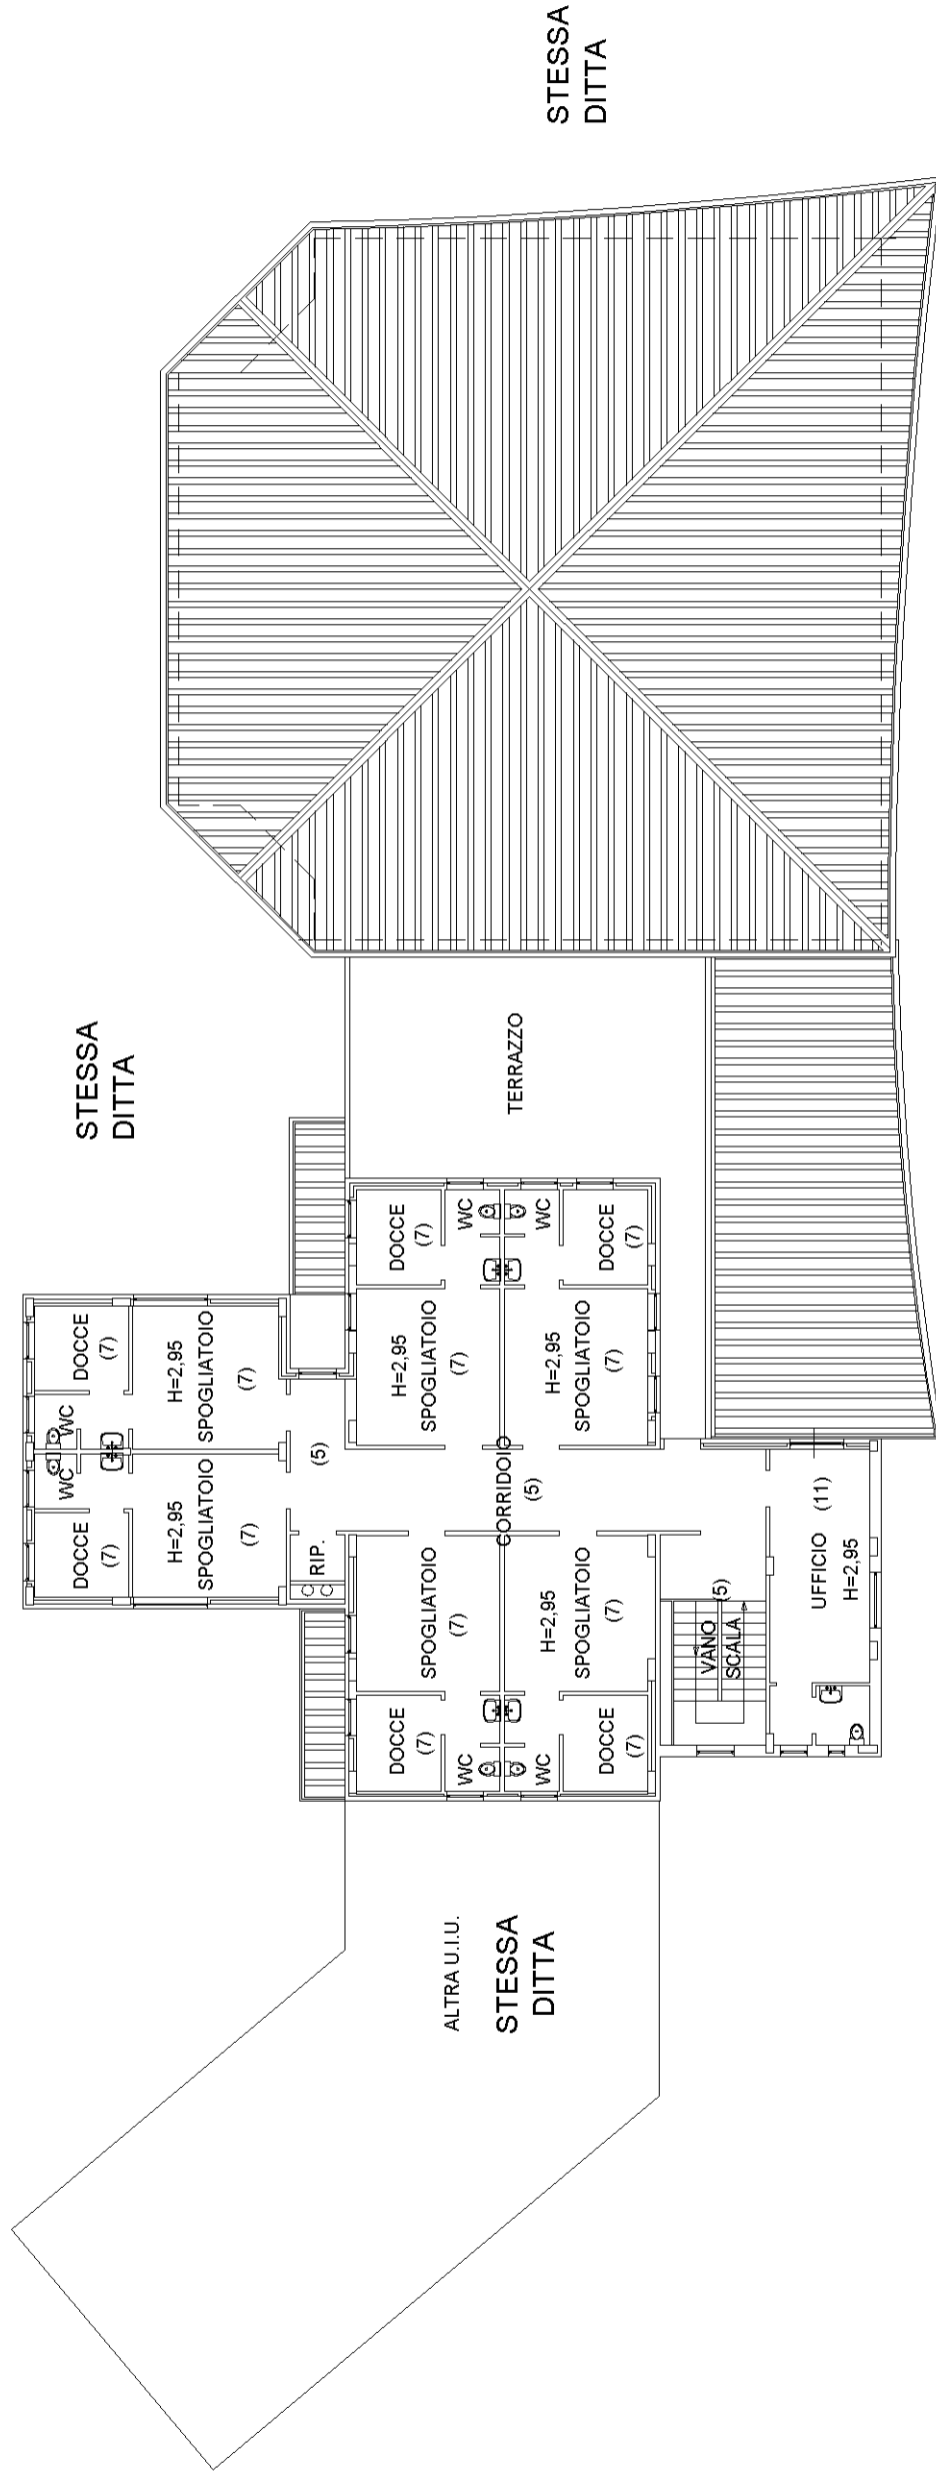 STESSA
DITTA
STESSA
DITTA
TERRAZZO
DOCCE
(7)
WC
WC
DOCCE
(7)
H=2,95
SPOGLIATOIO
(7)
H=2,95
SPOGLIATOIO
(7)
DOCCE
(7)
WC
H=2,95
SPOGLIATOIO
(7)
WC
DOCCE
(7)
H=2,95
SPOGLIATOIO
(7)
(5)
RIP.
CORRIDOIO
(5)
SPOGLIATOIO
(7)
H=2,95
SPOGLIATOIO
(7)
DOCCE
(7)
WC
WC
DOCCE
(7)
VANO
SCALA
(5)
UFFICIO
(11)
H=2,95
ALTRA U.I.U.
STESSA
DITTA